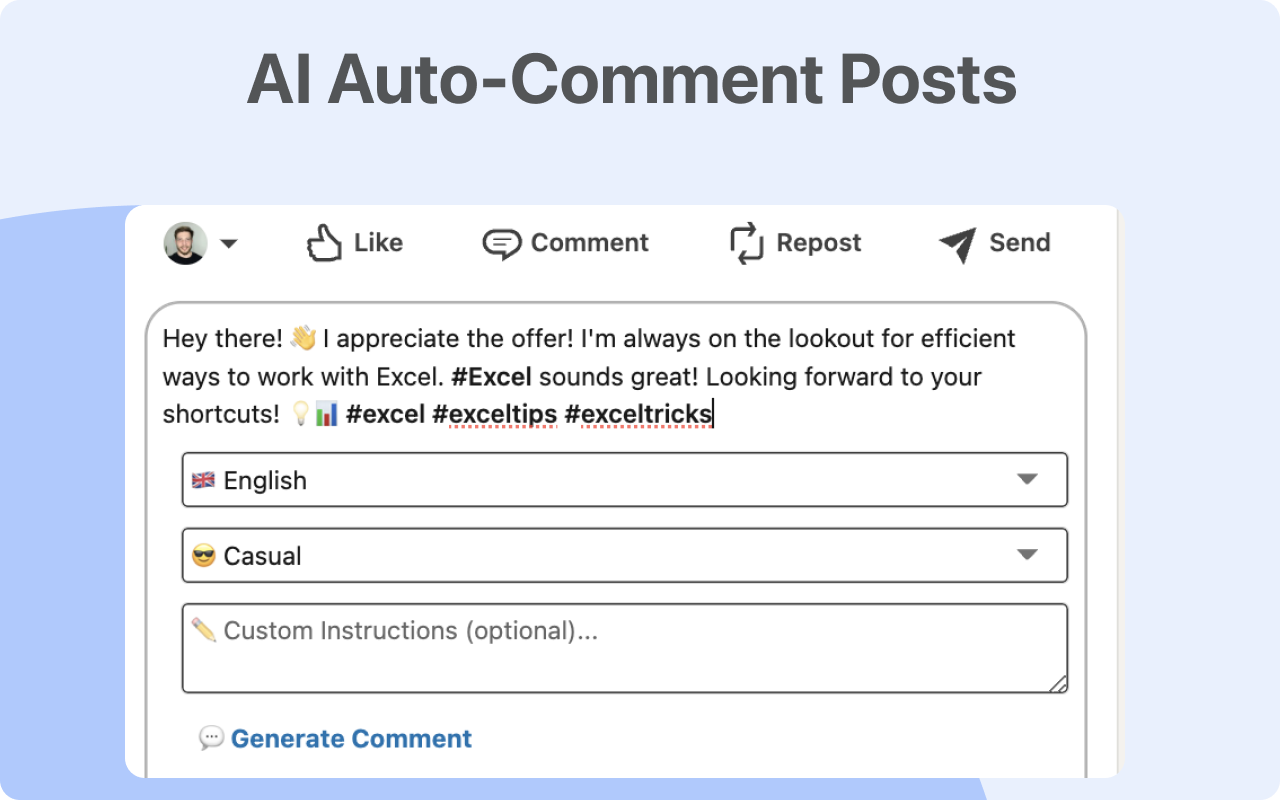 AI Auto-Comment Posts
Like
Comment
Repost
Send
Hey there! 👋 I appreciate the offer! I'm always on the lookout for efficient
ways to work with Excel. #Excel sounds great! Looking forward to your
shortcuts! 💡📊 #excel #exceltips #exceltricks
🇬🇧 English
😎 Casual
✏️ Custom Instructions (optional)...
💬 Generate Comment